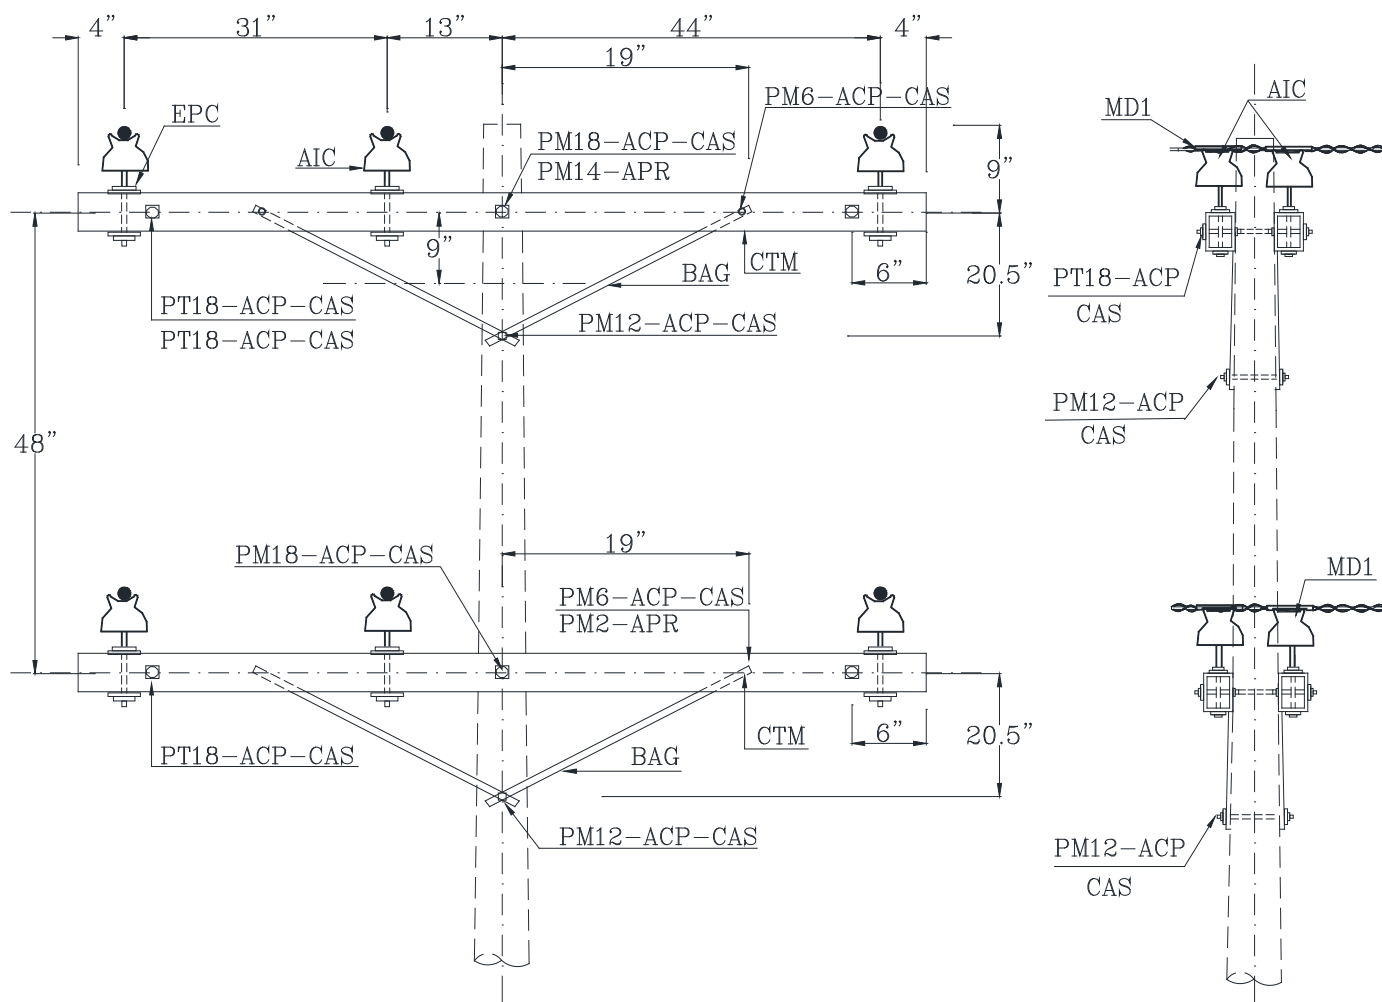 4”
31”
13”
44”
4”
19”
EPC
PM6-ACP-CAS
AIC
MD1
PM18-ACP-CAS
AIC
PM14-APR
9”
9”
CTM
BAG
6”
20.5”
PT18-ACP
CAS
PT18-ACP-CAS
PM12-ACP-CAS
PT18-ACP-CAS
PM12-ACP
CAS
48”
19”
PM18-ACP-CAS
MD1
PM6-ACP-CAS
PM2-APR
CTM
6”
20.5”
PT18-ACP-CAS
BAG
PM12-ACP-CAS
PM12-ACP
CAS